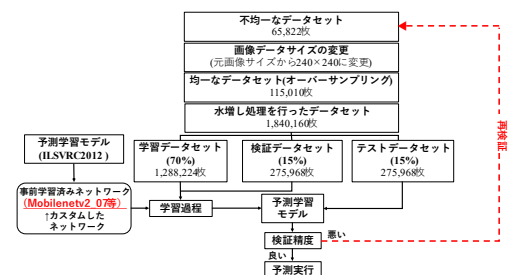 不均一なデータセット
65,822枚
画像データサイズの変更
(元画像サイズから240×240に変更)
均一なデータセット(オーバーサンプリング)
115,010枚
水増し処理を行ったデータセット
1,840,160枚
予測学習モデル
(ILSVRC2012 )
学習データセット
(70%)
1,288,224枚
検証データセット
(15%)
275,968枚
テストデータセット
(15%)
275,968枚
再検証
事前学習済みネットワーク
(Mobilenetv2_07等)
↑カスタムした
ネットワーク
学習過程
予測学習
モデル
検証精度
悪い
良い
予測実行